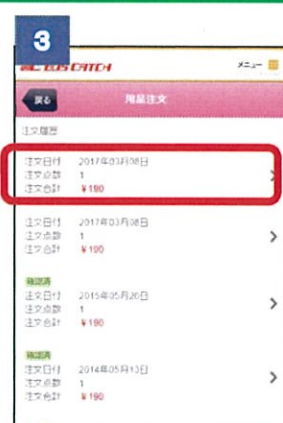 3
BUS CATCH
メニュー
戻る
用品注文
注文履歴
注文日付 2017年03月08日
注文点数 1
注文合計 ¥190
注文日付 2017年03月08日
注文点数 1
注文合計 ¥190
確認済
注文日付 2015年05月20日
注文点数 1
注文合計 ¥190
確認済
注文日付 2014年05月13日
注文点数 1
注文合計 ¥190